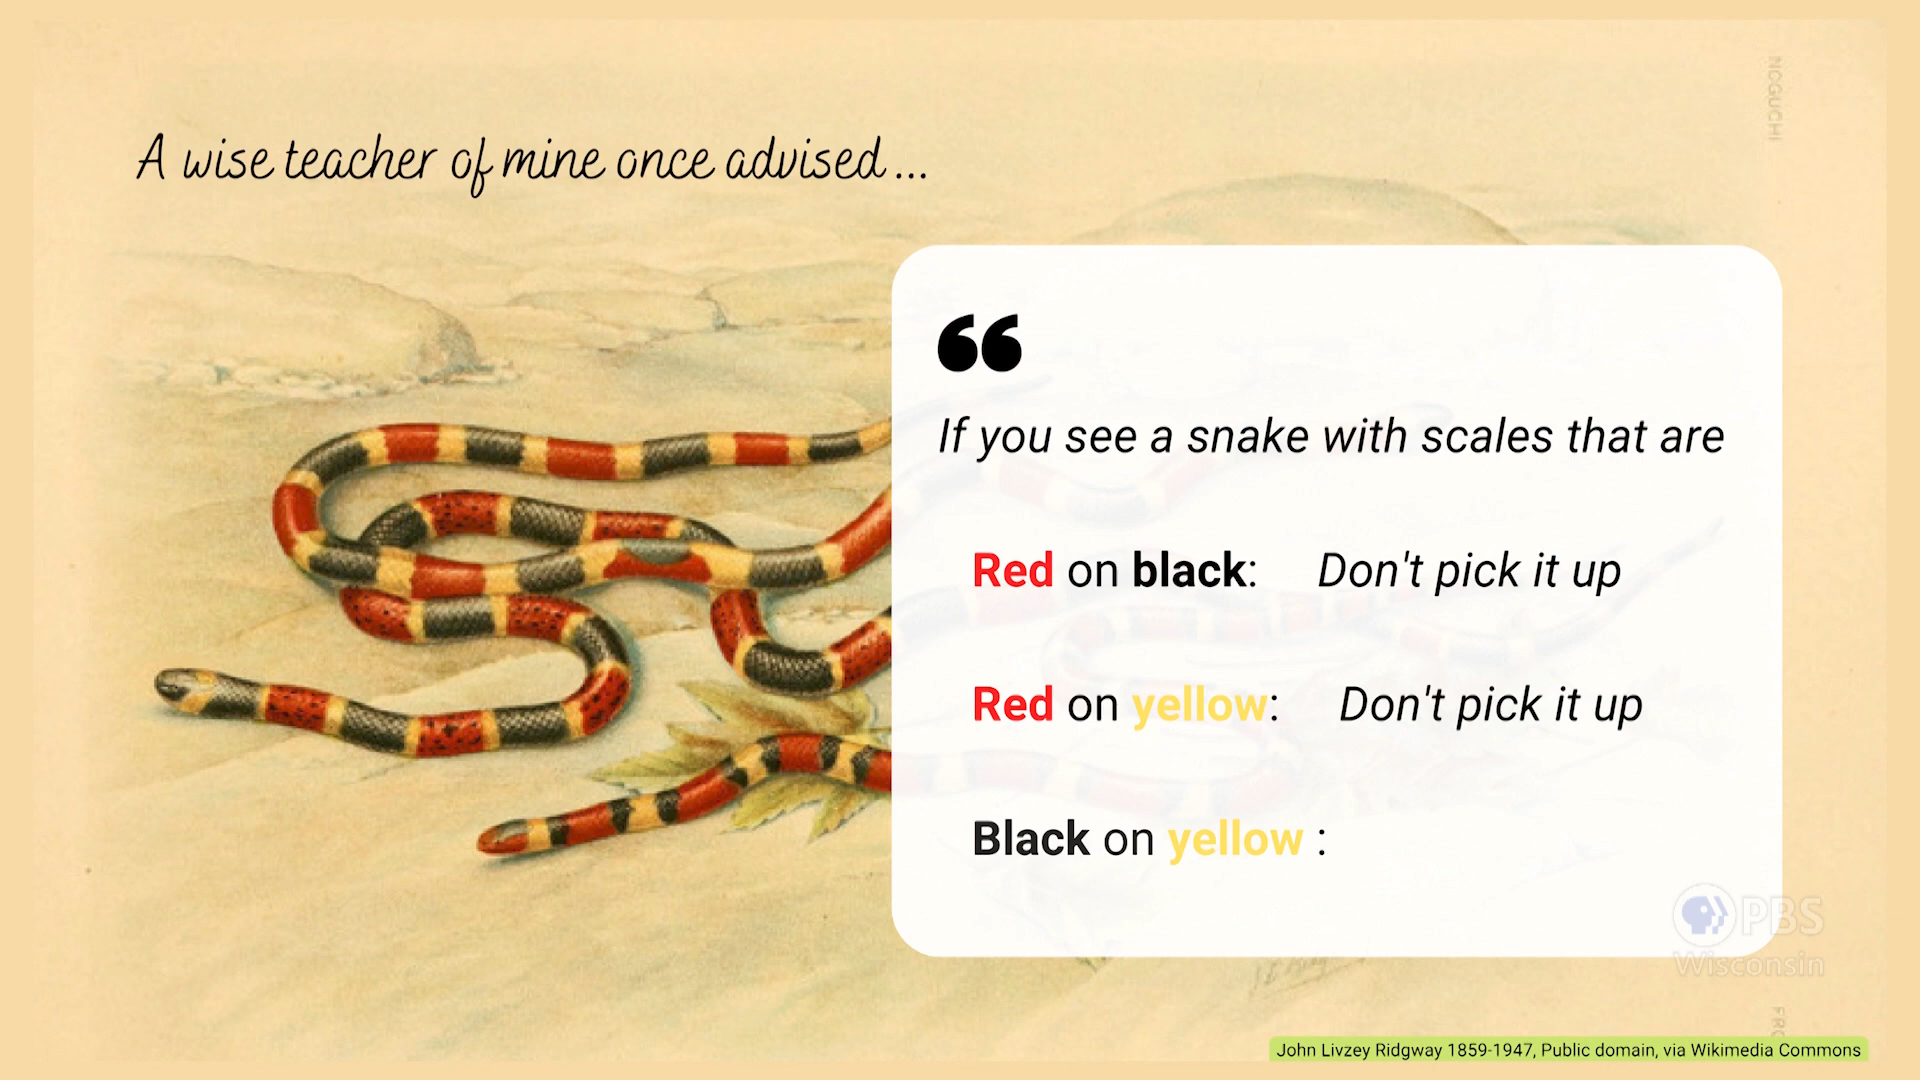 NOGUCHI
A wise teacher of mine once advised...
“
If you see a snake with scales that are
Red on black: Don't pick it up
Red on yellow: Don't pick it up
Black on yellow :
PBS
Wisconsin
FRO
John Livzey Ridgway 1859-1947, Public domain, via Wikimedia Commons